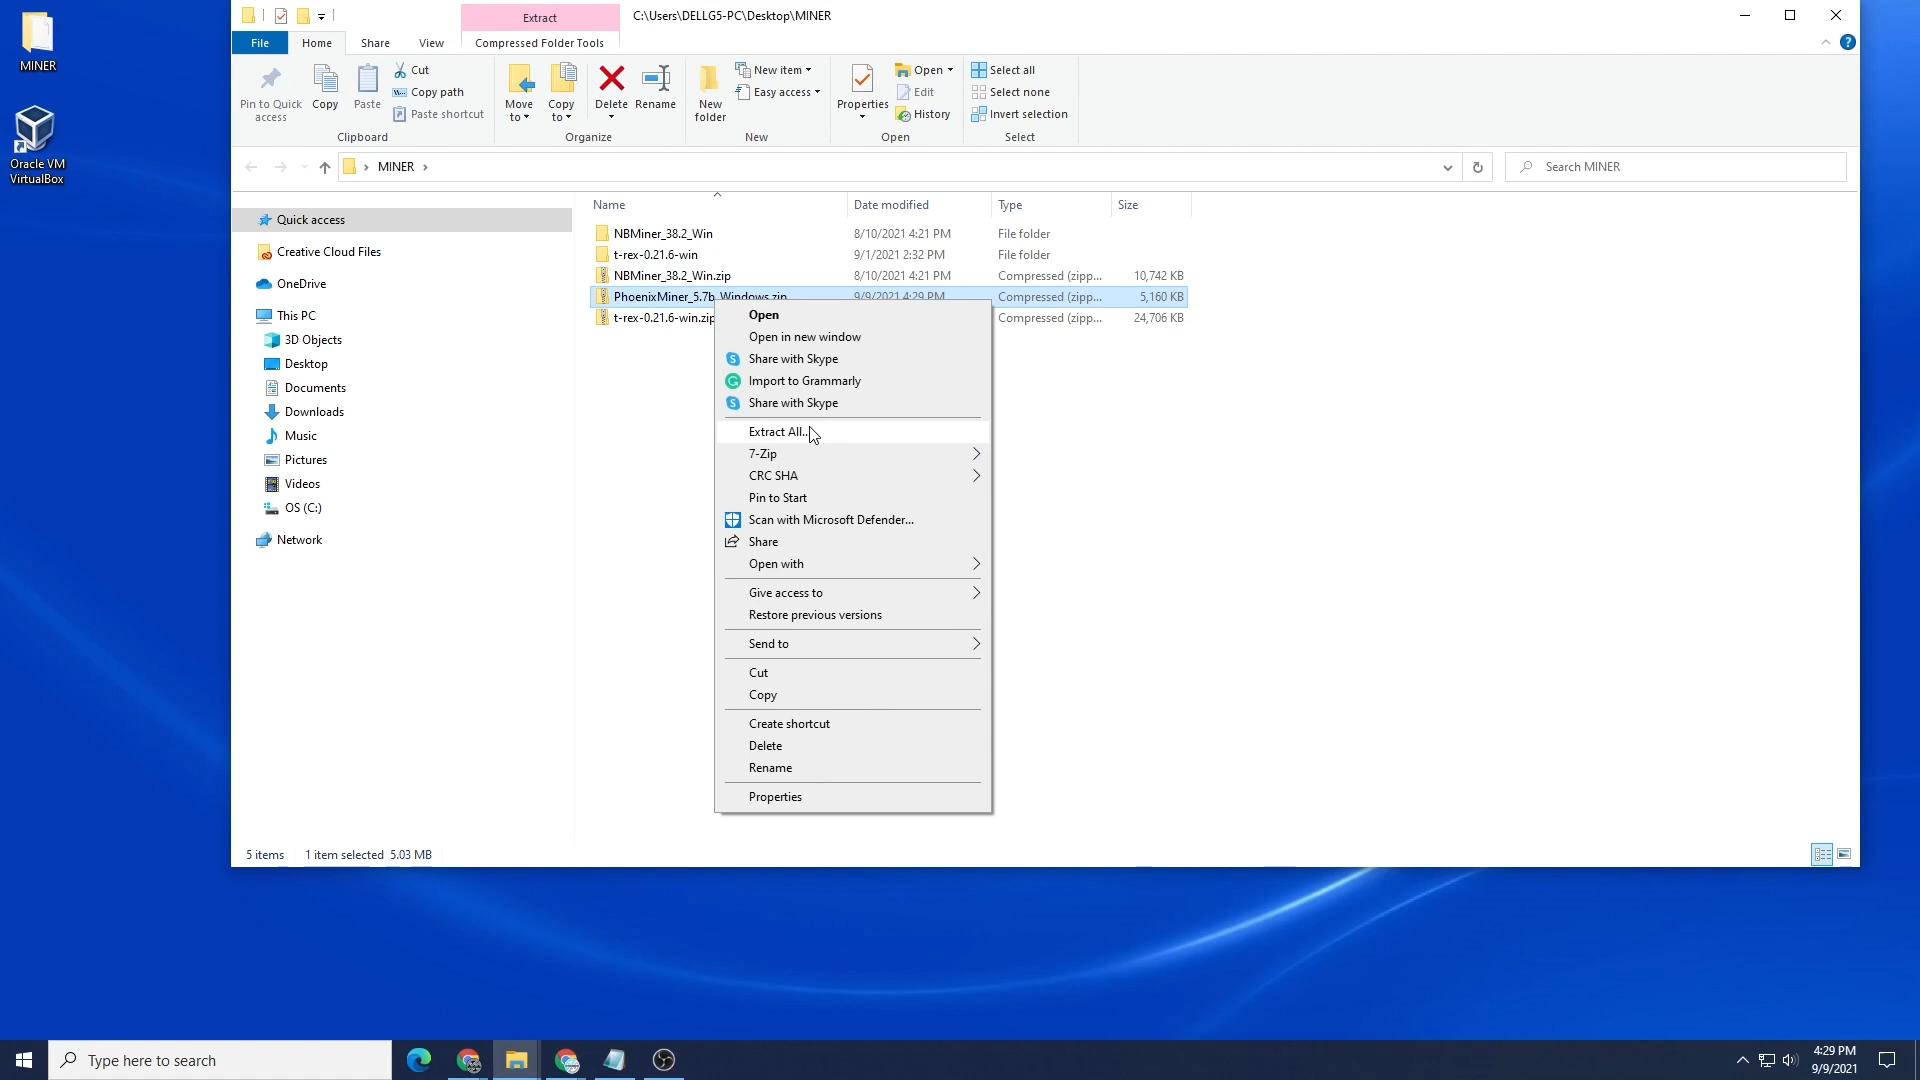 MINER
Oracle VM
VirtualBox
Extract
C:\Users\DELLG5-PC\Desktop\MINER
File
Home
Share
View
Compressed Folder Tools
Pin to Quick
access
Copy
Paste
Cut
Copy path
Paste shortcut
Clipboard
Move
to
Copy
to
Delete
Rename
Organize
New
folder
New item
Easy access
New
Properties
Open
Edit
History
Open
Select all
Select none
Invert selection
Select
MINER
Search MINER
Quick access
Creative Cloud Files
OneDrive
This PC
3D Objects
Desktop
Documents
Downloads
Music
Pictures
Videos
OS (C:)
Network
Name Date modified Type Size
NBMiner_38.2_Win 8/10/2021 4:21 PM File folder
t-rex-0.21.6-win 9/1/2021 2:32 PM File folder
NBMiner_38.2_Win.zip 8/10/2021 4:21 PM Compressed (zipp... 10,742 KB
PhoenixMiner_5.7b_Windows.zip 9/9/2021 4:29 PM Compressed (zipp... 5,160 KB
t-rex-0.21.6-win.zip Compressed (zipp... 24,706 KB
Open
Open in new window
Share with Skype
Import to Grammarly
Share with Skype
Extract All...
7-Zip
CRC SHA
Pin to Start
Scan with Microsoft Defender...
Share
Open with
Give access to
Restore previous versions
Send to
Cut
Copy
Create shortcut
Delete
Rename
Properties
5 items 1 item selected 5.03 MB
Type here to search
4:29 PM
9/9/2021